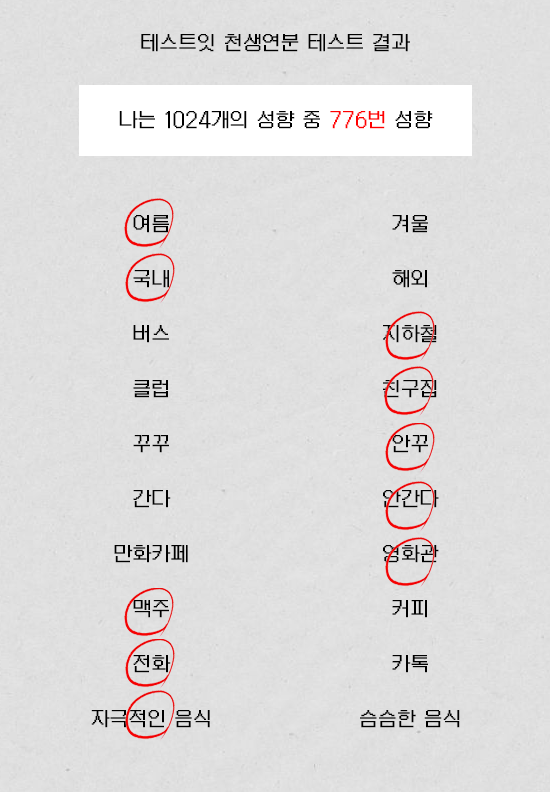 테스트잇 천생연분 테스트 결과
나는 1024개의 성향 중 776번 성향
여름 겨울
국내 해외
버스 지하철
클럽 친구집
꾸꾸 안꾸
간다 안간다
만화카페 영화관
맥주 커피
전화 카톡
자극적인 음식 슴슴한 음식